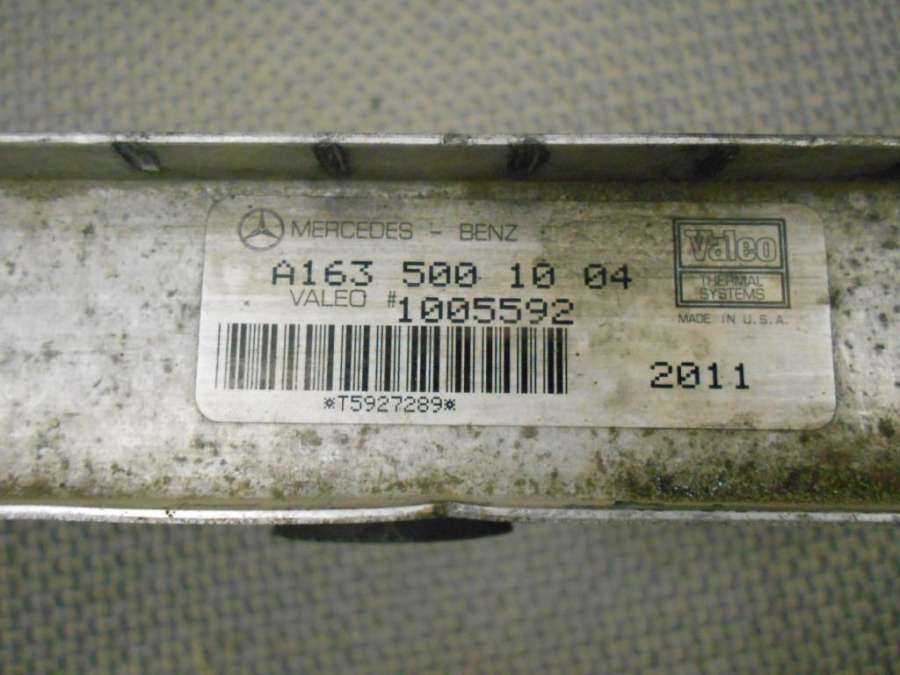 MERCEDES - BENZ
A163 500 10 04
VALEO #1005592
*T5927289*
Valeo
THERMAL
SYSTEMS
MADE IN U.S.A.
2011